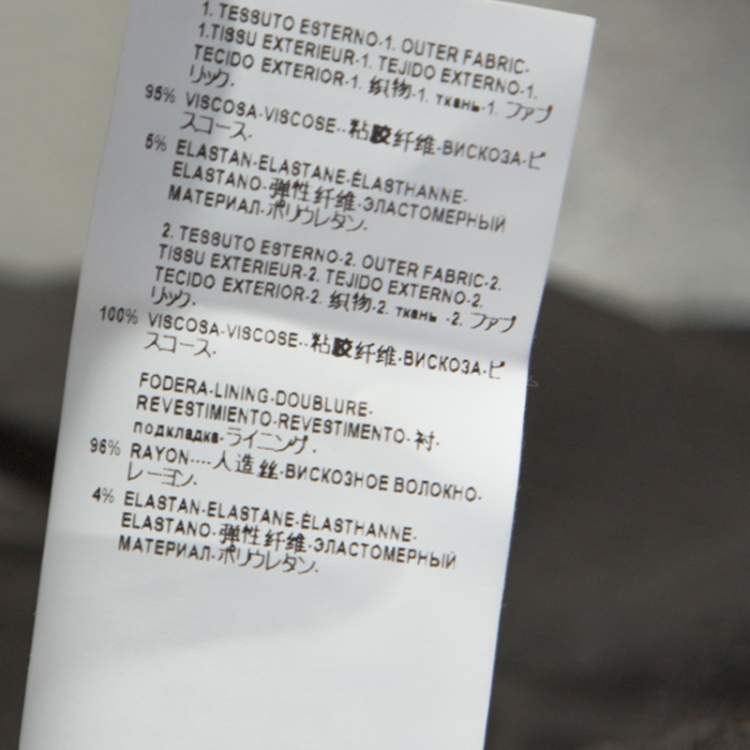 1. TESSUTO ESTERNO-1. OUTER FABRIC-
1.TISSU EXTERIEUR-1. TEJIDO EXTERNO-1.
TECIDO EXTERIOR-1. 织物-1. ткань-1. ファブ
リック.
95% VISCOSA-VISCOSE--粘胶纤维-ВИСКОЗА-ビ
スコース-
5% ELASTAN-ELASTANE-ÉLASTHANNE-
ELASTANO-弹性纤维-ЭЛАСТОМЕРНЫЙ
МАТЕРИАЛ-ポリウレタン-
2. TESSUTO ESTERNO-2. OUTER FABRIC-2.
TISSU EXTERIEUR-2. TEJIDO EXTERNO-2.
TECIDO EXTERIOR-2. 织物-2. ткань -2. ファブ
リック.
100% VISCOSA-VISCOSE--粘胶纤维-ВИСКОЗА-ビ
スコース-
FODERA-LINING-DOUBLURE-
REVESTIMIENTO-REVESTIMENTO-衬-
подкладка-ライニング.
96% RAYON----人造丝-ВИСКОЗНОЕ ВОЛОКНО-
レーヨン-
4% ELASTAN-ELASTANE-ÉLASTHANNE-
ELASTANO-弹性纤维-ЭЛАСТОМЕРНЫЙ
МАТЕРИАЛ-ポリウレタン-